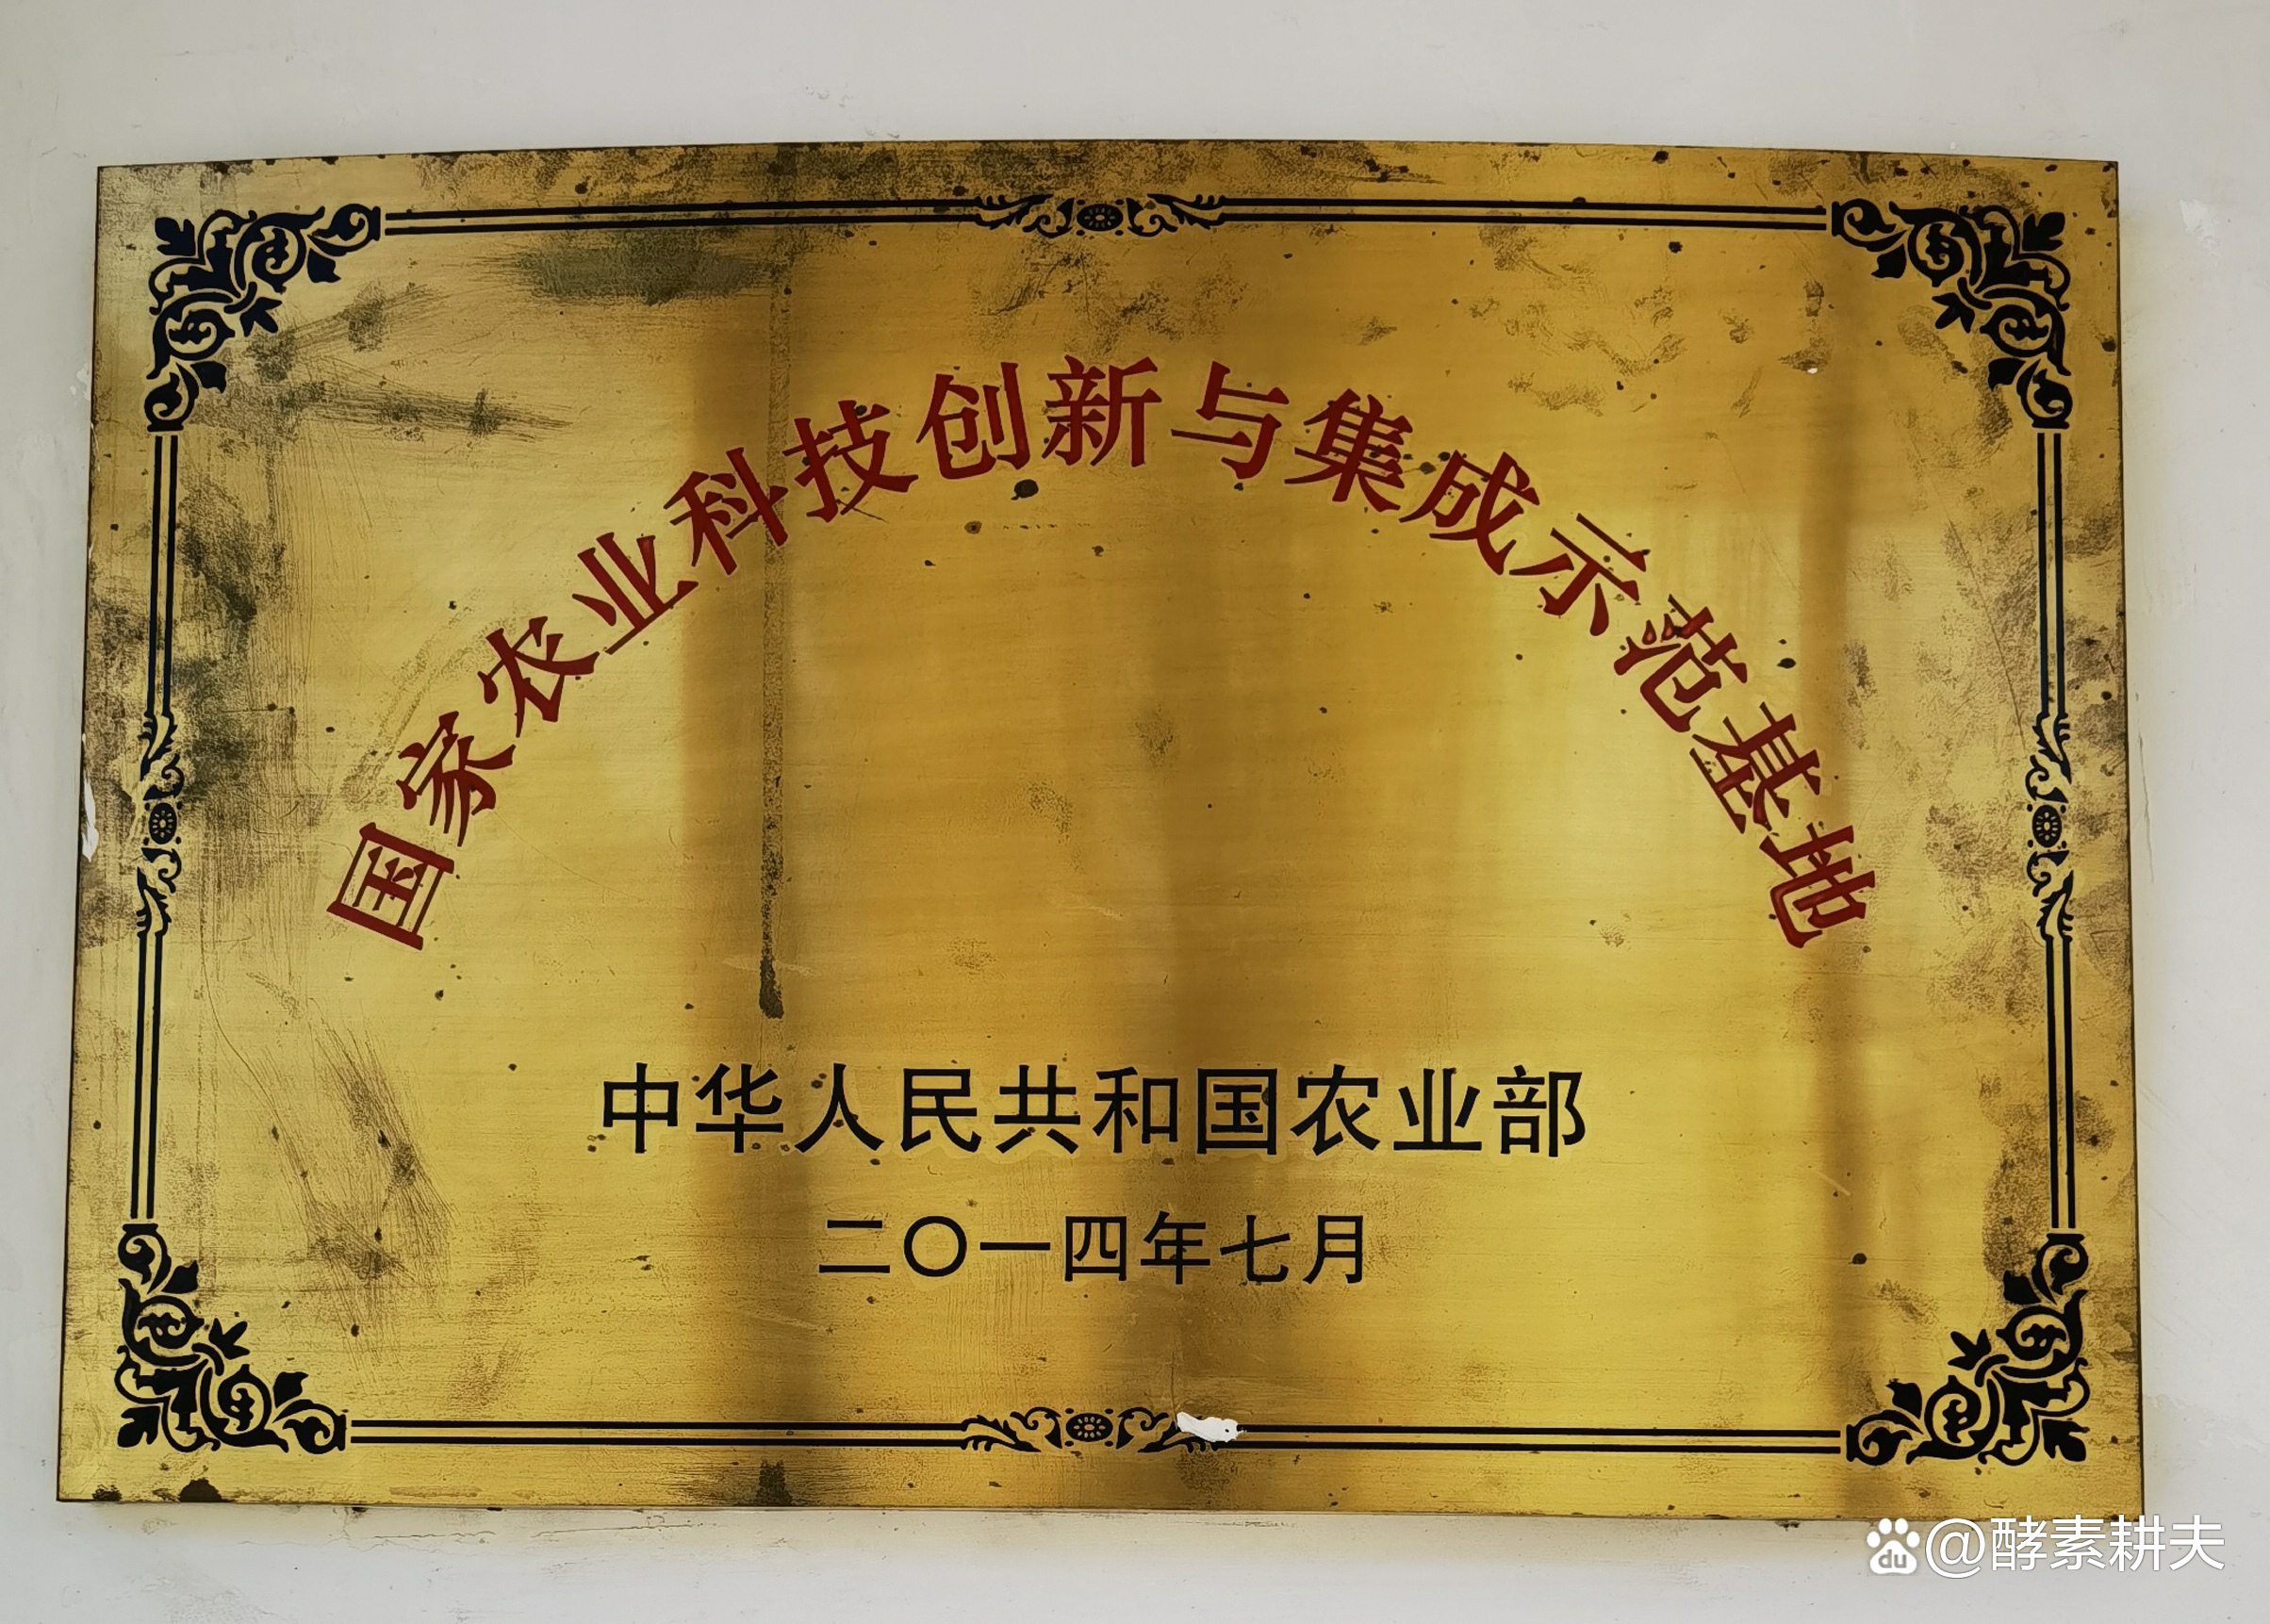 国家农业科技创新与集成示范基地
中华人民共和国农业部
二〇一四年七月
du @酵素耕夫